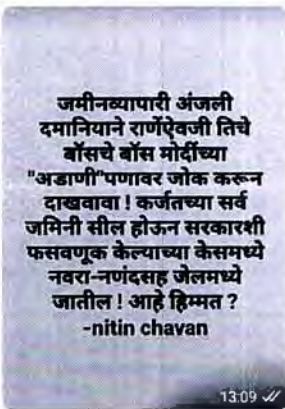 जमीनव्यापारी अंजली
दमानियाने राणेंऐवजी तिचे
बॉसचे बॉस मोर्दीच्या
"अडाणी"पणावर जोक करून
दाखवावा ! कर्जतच्या सर्व
जमिनी सील होऊन सरकारशी
फसवणूक केल्याच्या केसमध्ये
नवरा-नणंदसह जेलमध्ये
जातील ! आहे हिम्मत ?
-nitin chavan
13:09